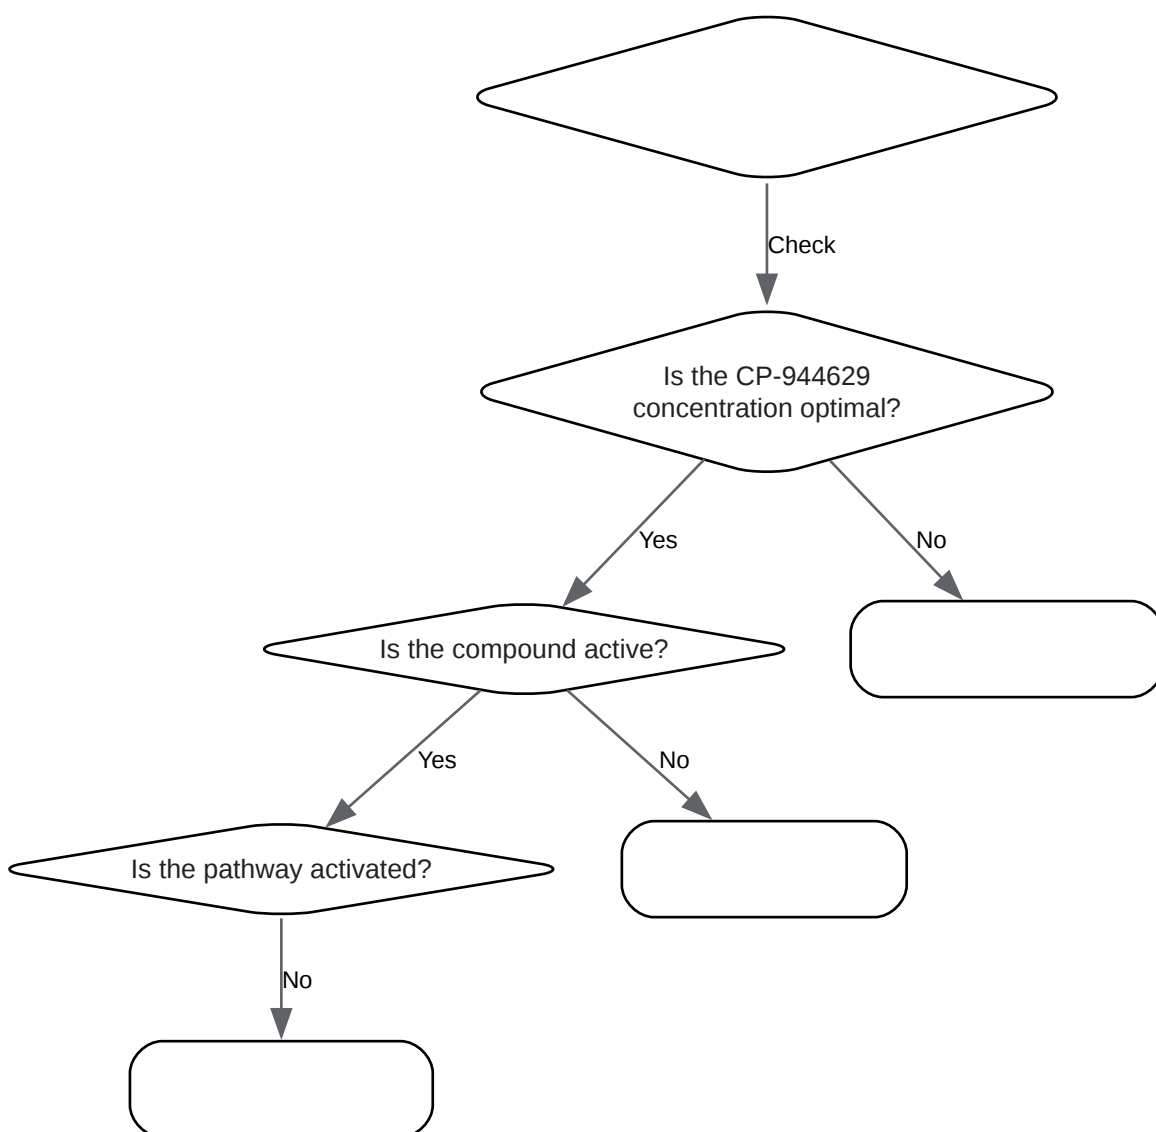 Check
Is the CP-944629
concentration optimal?
Yes
No
Is the compound active?
Yes
No
Is the pathway activated?
No